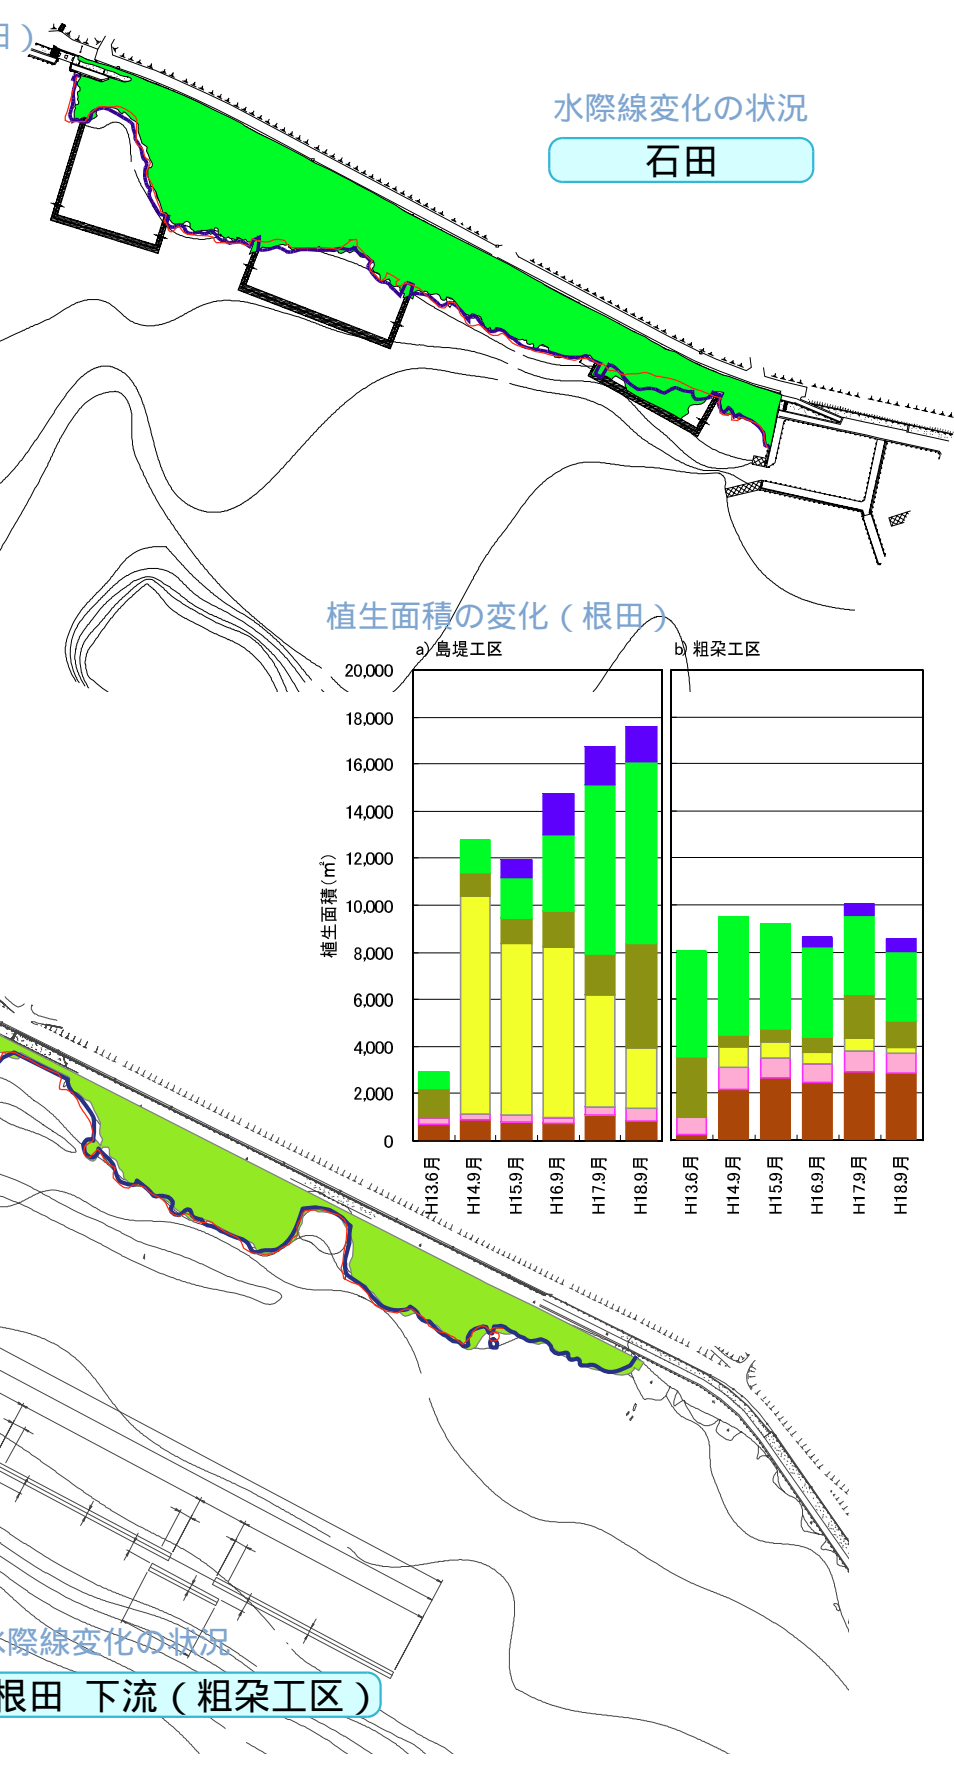 田）
水際線変化の状況
石田
植生面積の変化（根田）
a) 島堤工区
b) 粗朶工区
植生面積(㎡)
20,000
18,000
16,000
14,000
12,000
10,000
8,000
6,000
4,000
2,000
0
H13.6月
H14.9月
H15.9月
H16.9月
H17.9月
H18.9月
H13.6月
H14.9月
H15.9月
H16.9月
H17.9月
H18.9月
水際線変化の状況
根田 下流（粗朶工区）